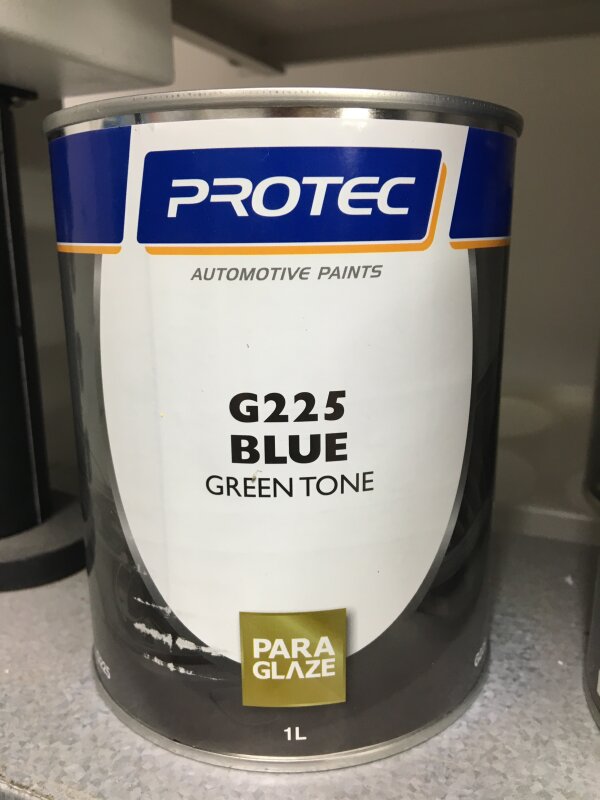 PROTEC
AUTOMOTIVE PAINTS
G225
BLUE
GREEN TONE
PARA
GLAZE
1L